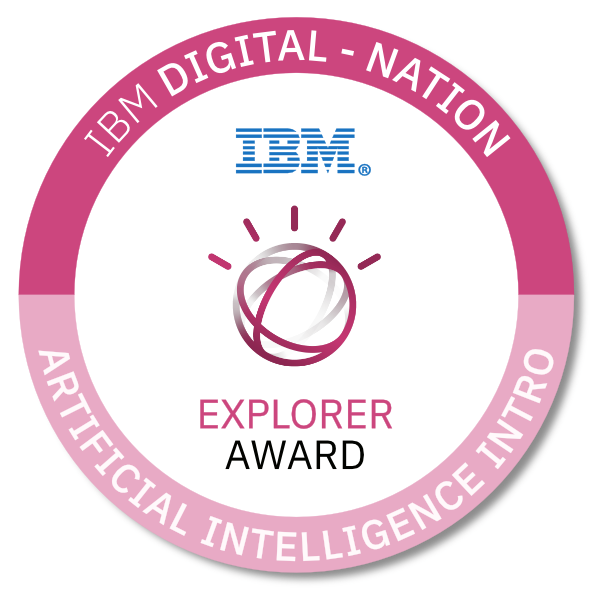 IBM DIGITAL - NATION
IBM®
EXPLORER
AWARD
ARTIFICIAL INTELLIGENCE INTRO